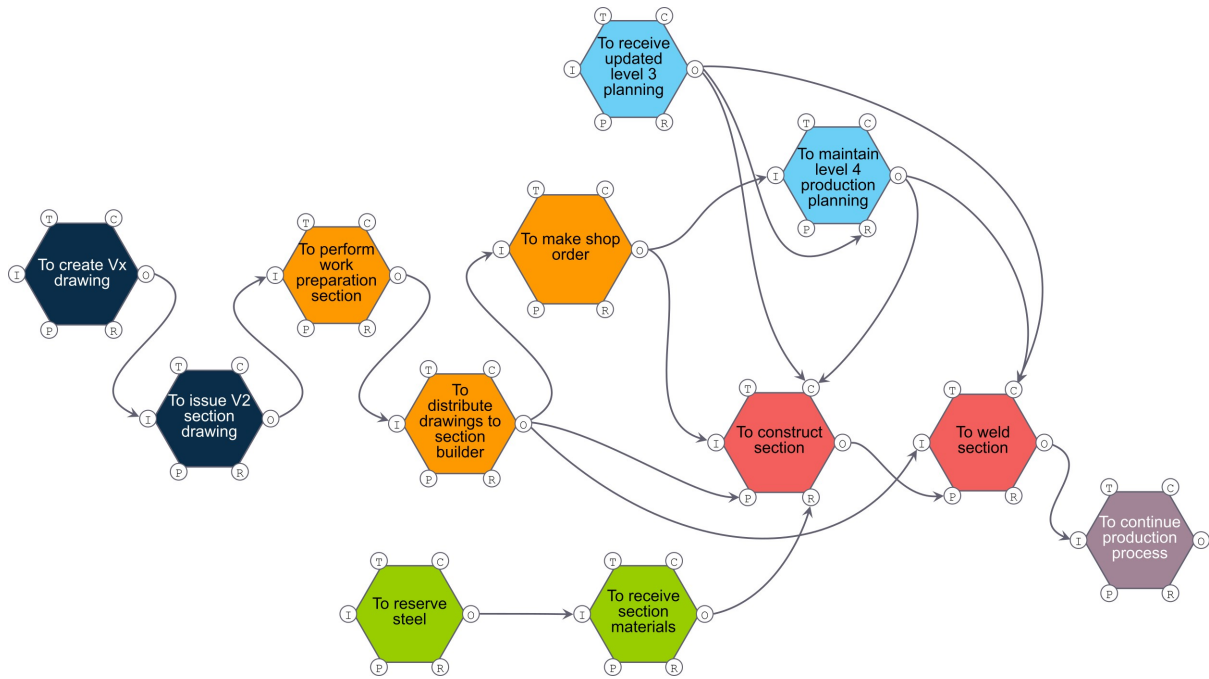 T C
To receive
updated
level 3
planning
I O
P R
T C
To maintain
level 4
production
planning
I O
P R
T C
To make shop
order
I O
P R
T C
To create Vx
drawing
I O
P R
T C
To perform
work
preparation
section
I O
P R
T C
To issue V2
section
drawing
I O
P R
T C
To
distribute
drawings to
section
builder
I O
P R
T C
To construct
section
I O
P R
T C
To weld
section
I O
P R
T C
To continue
production
process
I O
P R
T C
To reserve
steel
I O
P R
T C
To receive
section
materials
I O
P R